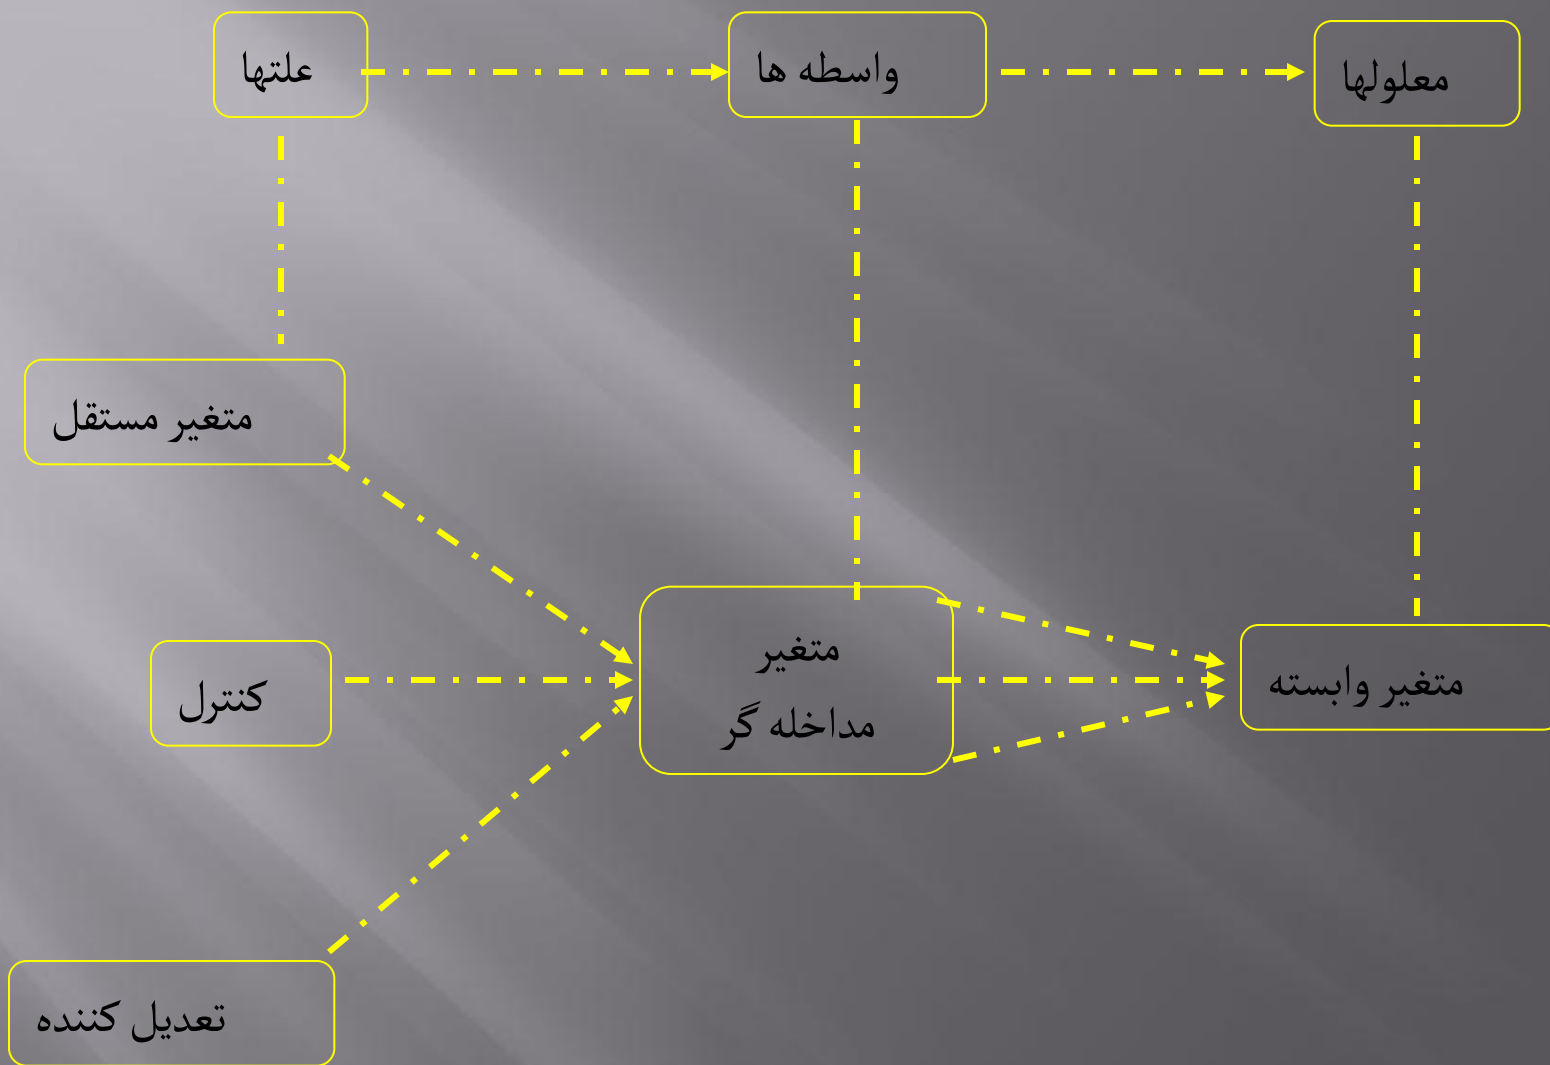 علتها
واسطه ها
معلولها
متغیر مستقل
کنترل
متغیر
مداخله گر
متغیر وابسته
تعدیل کننده